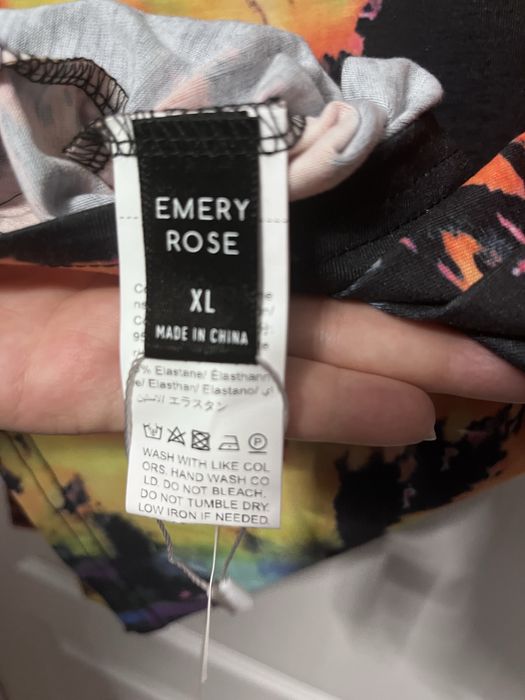 EMERY
ROSE
XL
MADE IN CHINA
% Elastane/ Élasthann
e/ Elasthan/ Elastano/
エラスタン
P
WASH WITH LIKE COL
ORS. HAND WASH CO
LD. DO NOT BLEACH.
DO NOT TUMBLE DRY.
LOW IRON IF NEEDED.